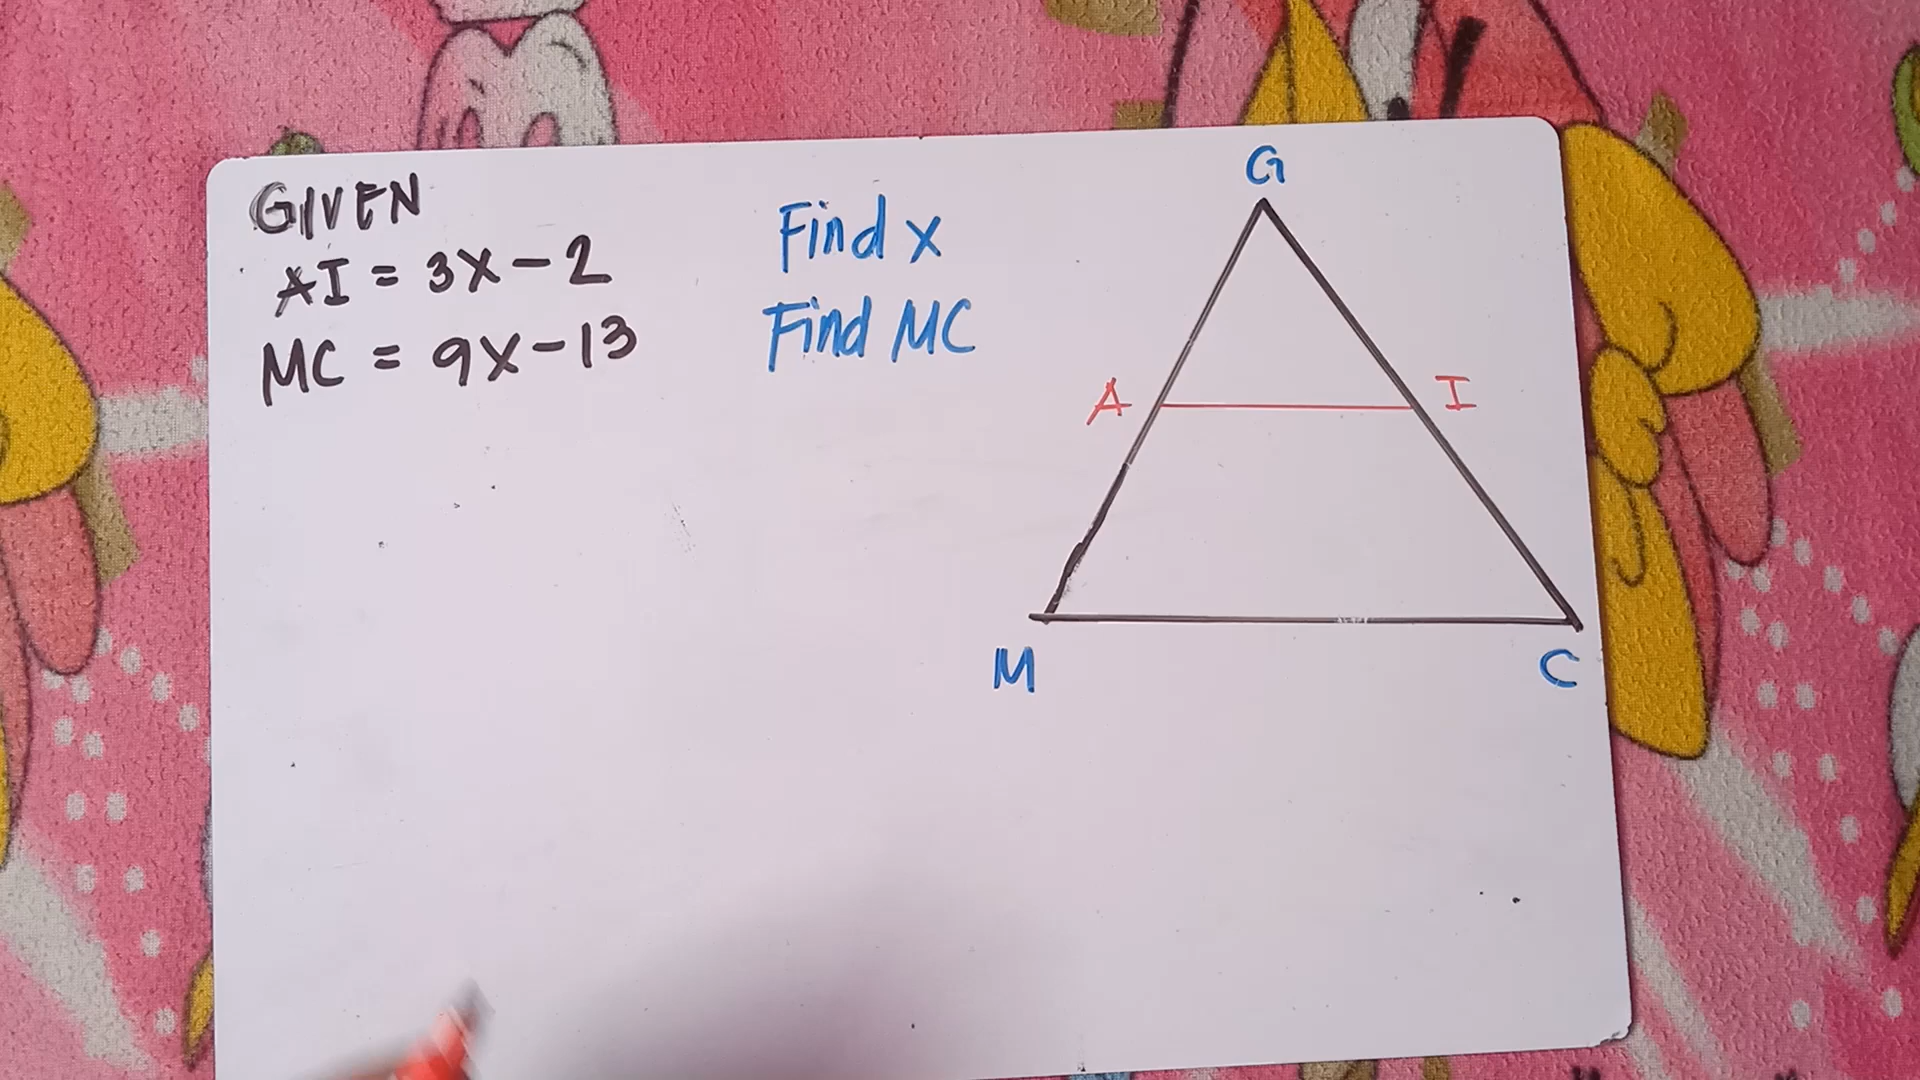 GIVEN
AI = 3X - 2
MC = 9X - 13
Find x
Find MC
G
A
I
M
C